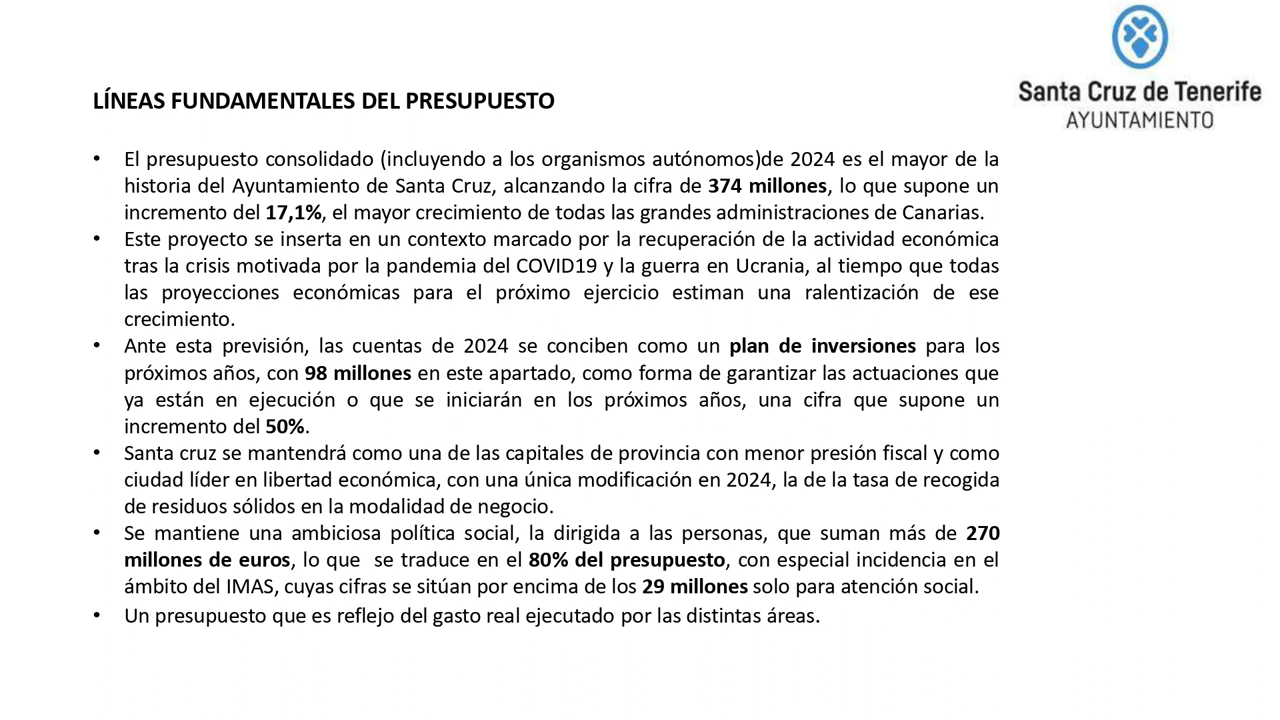 Santa Cruz de Tenerife
AYUNTAMIENTO
LÍNEAS FUNDAMENTALES DEL PRESUPUESTO
• El presupuesto consolidado (incluyendo a los organismos autónomos)de 2024 es el mayor de la
historia del Ayuntamiento de Santa Cruz, alcanzando la cifra de 374 millones, lo que supone un
incremento del 17,1%, el mayor crecimiento de todas las grandes administraciones de Canarias.
• Este proyecto se inserta en un contexto marcado por la recuperación de la actividad económica
tras la crisis motivada por la pandemia del COVID19 y la guerra en Ucrania, al tiempo que todas
las proyecciones económicas para el próximo ejercicio estiman una ralentización de ese
crecimiento.
• Ante esta previsión, las cuentas de 2024 se conciben como un plan de inversiones para los
próximos años, con 98 millones en este apartado, como forma de garantizar las actuaciones que
ya están en ejecución o que se iniciarán en los próximos años, una cifra que supone un
incremento del 50%.
• Santa cruz se mantendrá como una de las capitales de provincia con menor presión fiscal y como
ciudad líder en libertad económica, con una única modificación en 2024, la de la tasa de recogida
de residuos sólidos en la modalidad de negocio.
• Se mantiene una ambiciosa política social, la dirigida a las personas, que suman más de 270
millones de euros, lo que  se traduce en el 80% del presupuesto, con especial incidencia en el
ámbito del IMAS, cuyas cifras se sitúan por encima de los 29 millones solo para atención social.
• Un presupuesto que es reflejo del gasto real ejecutado por las distintas áreas.